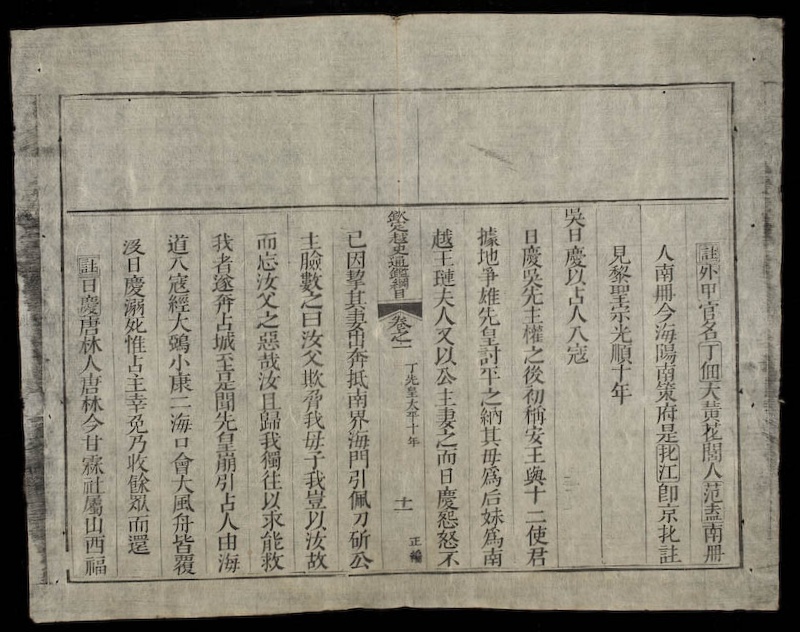 註外甲官名丁佃天黄花閭人范盍南册
人南册今海陽南策府是批江卽京批註
見黎聖宗光順十年
吳日慶以占人入寇
日慶吳先主權之後初稱安王與十二使君
據地爭雄先皇討平之納其母爲后妹爲南
越王璉夫人又以公主妻之而日慶怨怒不
欽定越史通鑑綱目 卷之一 丁先皇大平十年 十一 正編
已因挈其妻出奔抵南界海門引佩刀斫公
主臉數之曰汝父欺脅我母子我豈以汝故
而忘汝父之惡哉汝且歸我獨往以求能救
我者遂奔占城至是聞先皇崩引占人由海
道入寇經大鵶小康二海口會大風舟皆覆
沒日慶溺死惟占主幸免乃收餘衆而還
註日慶唐林人唐林今甘霖社屬山西福